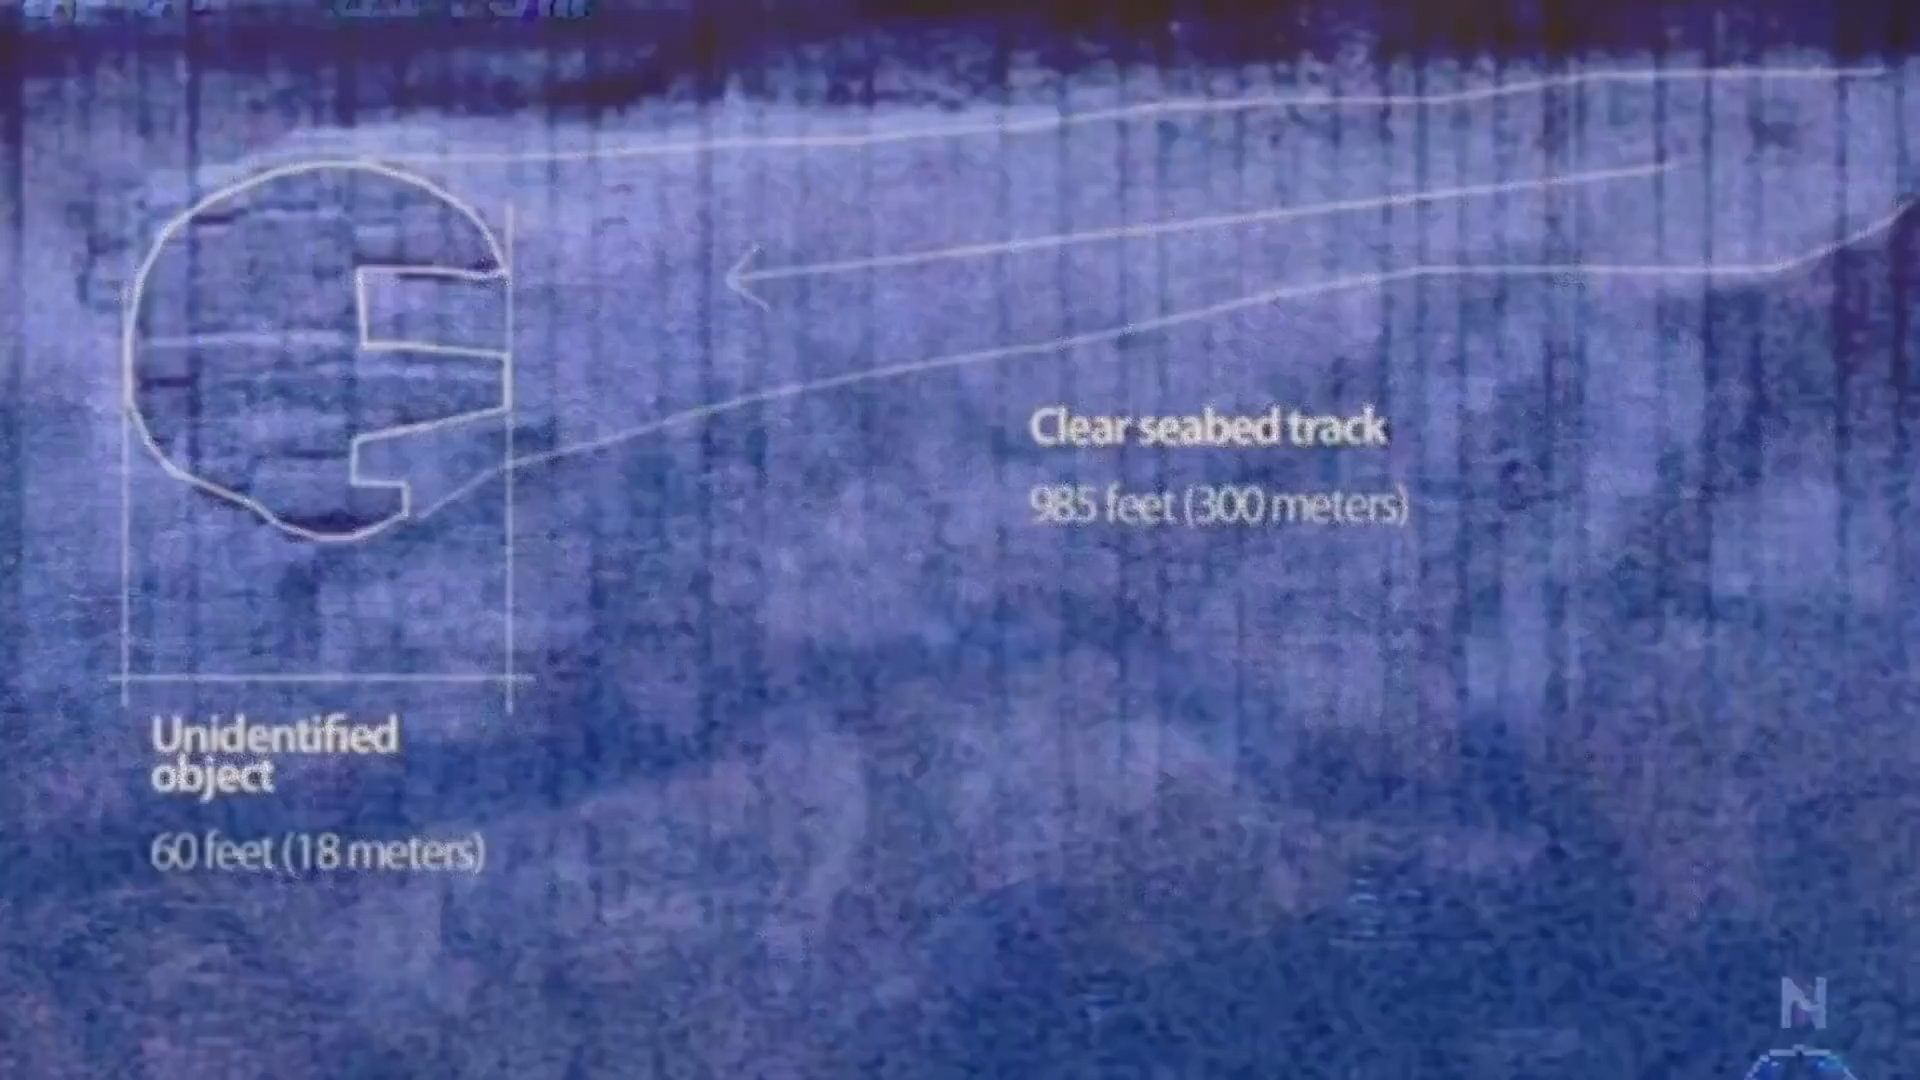 Clear seabed track
985 feet (300 meters)
Unidentified
object
60 feet (18 meters)
N